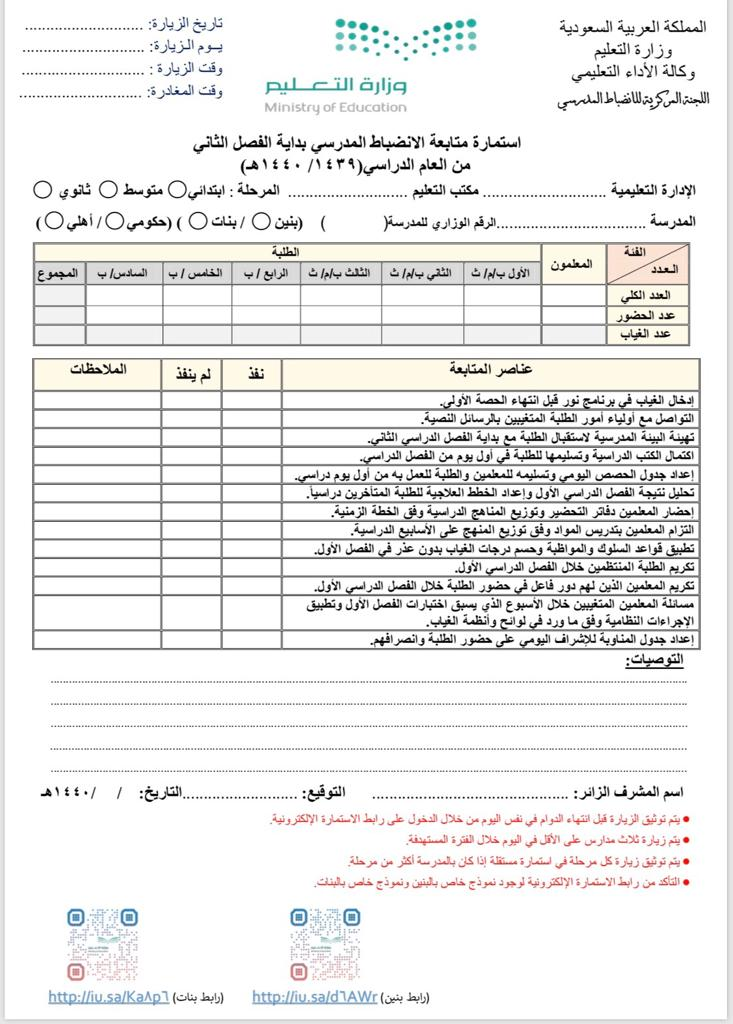 المملكة العربية السعودية
وزارة التعليم
وكالة الأداء التعليمي
اللجنة المركزية للانضباط المدرسي
وزارة التعـــليم
Ministry of Education
تاريخ الزيارة: ..........................
يــوم الزيارة: ..........................
وقت الزيارة : ..........................
وقت المغادرة: ..........................
استمارة متابعة الانضباط المدرسي بداية الفصل الثاني
من العام الدراسي(١٤٣٩/ ١٤٤٠هـ)
الإدارة التعليمية ............................ مكتب التعليم ........................... المرحلة : ابتدائي◯ متوسط ◯ ثانوي ◯
المدرسة ..................................الرقم الوزاري للمدرسة( ) (بنين ◯ / بنات ◯ ) (حكومي◯ / أهلي ◯ )
الفئة
العـدد
المعلمون
الطلبة
الأول ب/م/ ث
الثاني ب/م/ ث
الثالث ب/م/ ث
الرابع / ب
الخامس / ب
السادس/ ب
المجموع
العدد الكلي
عدد الحضور
عدد الغياب
عناصر المتابعة نفذ لم ينفذ الملاحظات
إدخال الغياب في برنامج نور قبل انتهاء الحصة الأولى.
التواصل مع أولياء أمور الطلبة المتغيبين بالرسائل النصية.
تهيئة البيئة المدرسية لاستقبال الطلبة مع بداية الفصل الدراسي الثاني.
اكتمال الكتب الدراسية وتسليمها للطلبة في أول يوم من الفصل الدراسي.
إعداد جدول الحصص اليومي وتسليمه للمعلمين والطلبة للعمل به من أول يوم دراسي.
تحليل نتيجة الفصل الدراسي الأول وإعداد الخطط العلاجية للطلبة المتأخرين دراسياً.
إحضار المعلمين دفاتر التحضير وتوزيع المناهج الدراسية وفق الخطة الزمنية.
التزام المعلمين بتدريس المواد وفق توزيع المنهج على الأسابيع الدراسية.
تطبيق قواعد السلوك والمواظبة وحسم درجات الغياب بدون عذر في الفصل الأول.
تكريم الطلبة المنتظمين خلال الفصل الدراسي الأول.
تكريم المعلمين الذين لهم دور فاعل في حضور الطلبة خلال الفصل الدراسي الأول.
مسائلة المعلمين المتغيبين خلال الأسبوع الذي يسبق اختبارات الفصل الأول وتطبيق
الإجراءات النظامية وفق ما ورد في لوائح وأنظمة الغياب.
إعداد جدول المناوبة للإشراف اليومي على حضور الطلبة وانصرافهم.
التوصيات:
اسم المشرف الزائر: .................................... التوقيع: ..........................التاريخ: / /١٤٤٠هـ
● يتم توثيق الزيارة قبل انتهاء الدوام في نفس اليوم من خلال الدخول على رابط الاستمارة الإلكترونية.
● يتم زيارة ثلاث مدارس على الأقل في اليوم خلال الفترة المستهدفة.
● يتم توثيق زيارة كل مرحلة في استمارة مستقلة إذا كان بالمدرسة أكثر من مرحلة.
● التأكد من رابط الاستمارة الإلكترونية لوجود نموذج خاص بالبنين ونموذج خاص بالبنات.
(رابط بنين) http://iu.sa/d٦AWr
(رابط بنات) http://iu.sa/Ka٨p٦